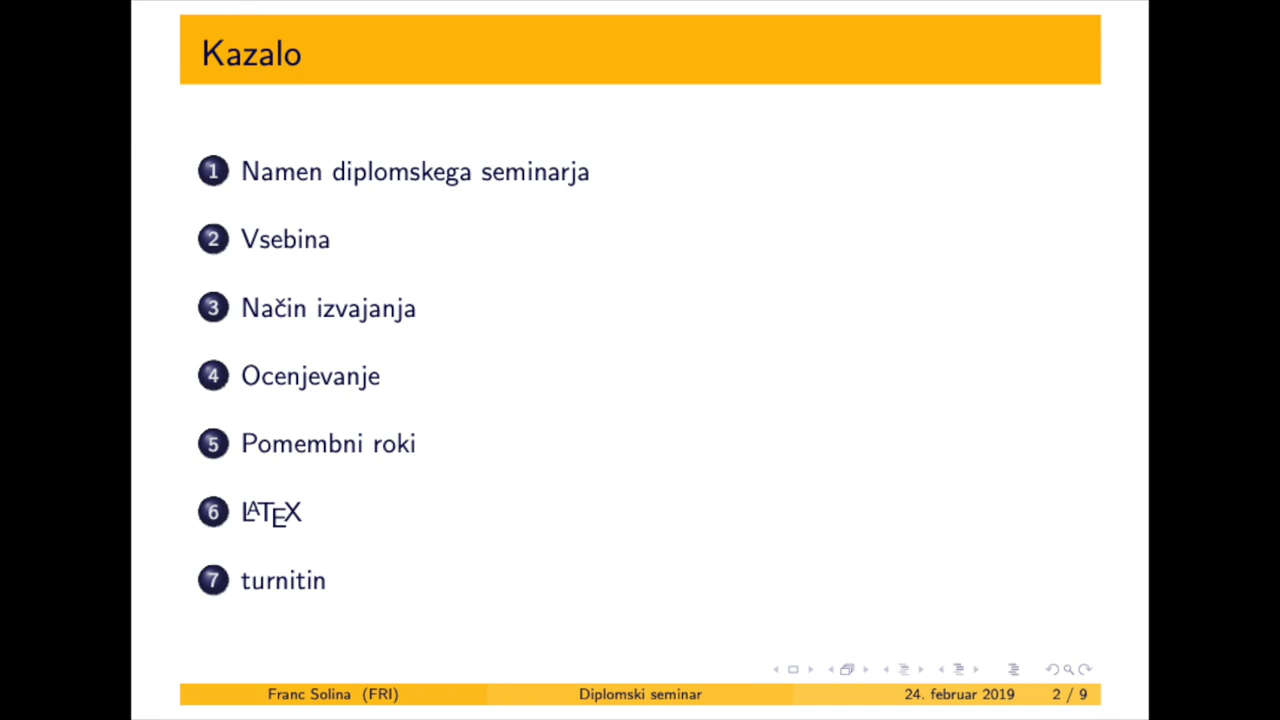 Kazalo
1 Namen diplomskega seminarja
2 Vsebina
3 Način izvajanja
4 Ocenjevanje
5 Pomembni roki
6 LATEX
7 turnitin
Franc Solina (FRI) Diplomski seminar 24. februar 2019 2 / 9